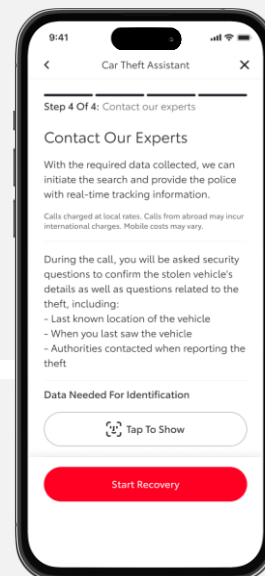 9:41
Car Theft Assistant
Step 4 Of 4: Contact our experts
Contact Our Experts
With the required data collected, we can
initiate the search and provide the police
with real-time tracking information.
Calls charged at local rates. Calls from abroad may incur
international charges. Mobile costs may vary.
During the call, you will be asked security
questions to confirm the stolen vehicle's
details as well as questions related to the
theft, including:
- Last known location of the vehicle
- When you last saw the vehicle
- Authorities contacted when reporting the
theft
Data Needed For Identification
Tap To Show
Start Recovery